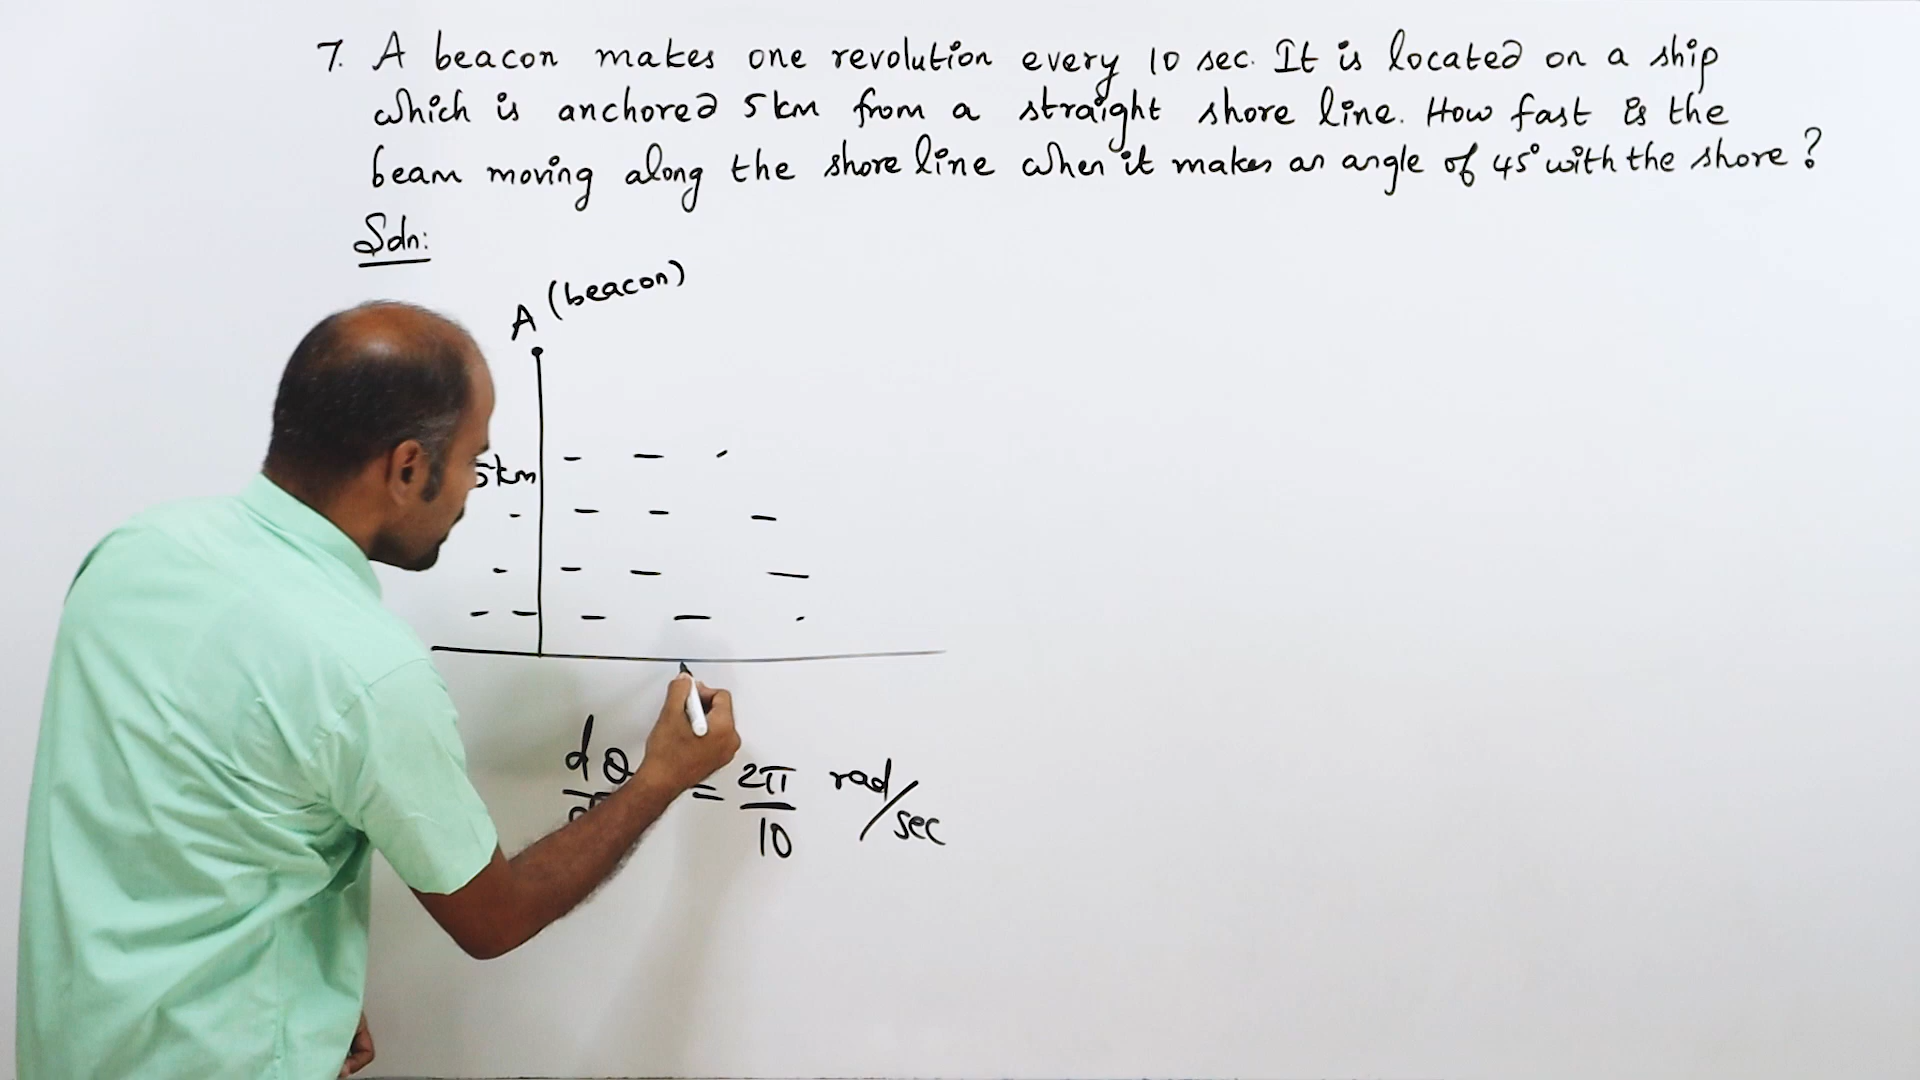 7. A beacon makes one revolution every 10 sec. It is located on a ship
which is anchored 5km from a straight shore line. How fast is the
beam moving along the shore line when it makes an angle of 45° with the shore?
Soln:
A (beacon)
5km
dθ = 2π rad/sec
10